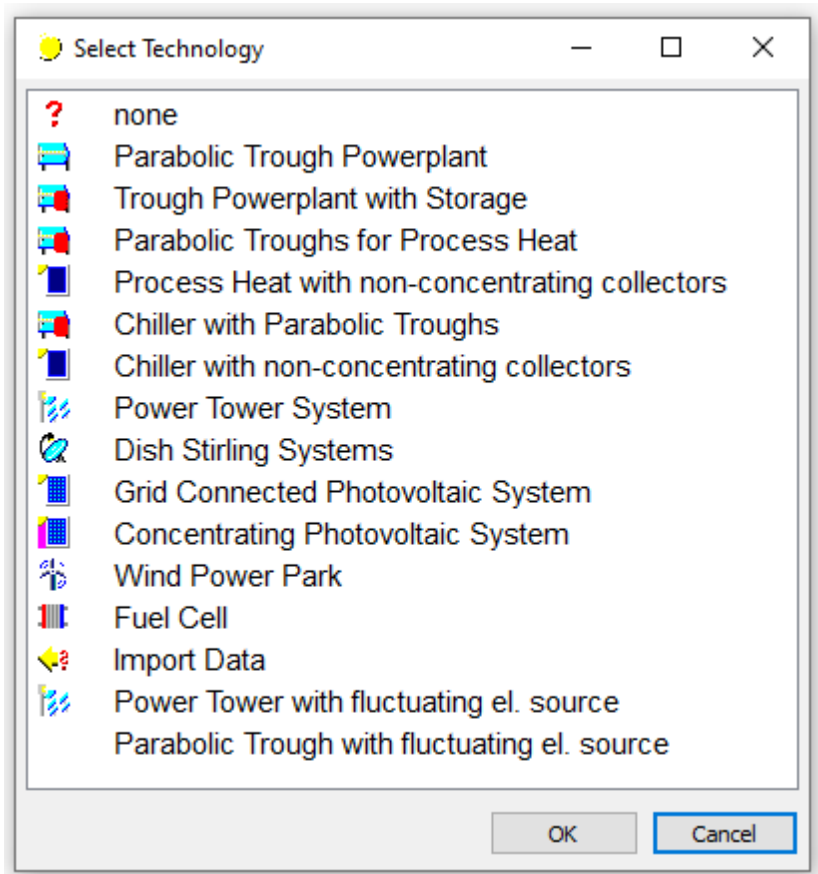 Select Technology
none
Parabolic Trough Powerplant
Trough Powerplant with Storage
Parabolic Troughs for Process Heat
Process Heat with non-concentrating collectors
Chiller with Parabolic Troughs
Chiller with non-concentrating collectors
Power Tower System
Dish Stirling Systems
Grid Connected Photovoltaic System
Concentrating Photovoltaic System
Wind Power Park
Fuel Cell
Import Data
Power Tower with fluctuating el. source
Parabolic Trough with fluctuating el. source
OK Cancel